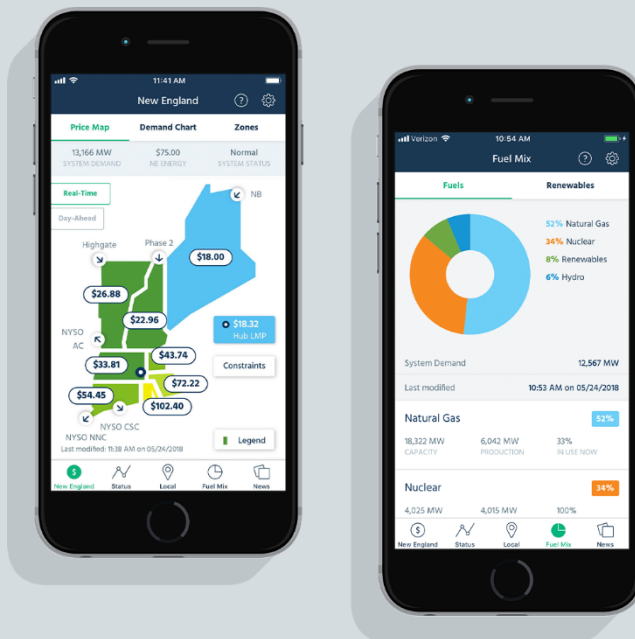 11:41 AM
New England
?
Price Map Demand Chart Zones
13,166 MW $75.00 Normal
SYSTEM DEMAND NE ENERGY SYSTEM STATUS
Real-Time
Day-Ahead
NB
Highgate Phase 2
$18.00
$26.88
$22.96
$18.32
Hub LMP
NYSO
AC
$43.74
$33.81
Constraints
$72.22
$54.45
$102.40
NYSO CSC
NYSO NNC
Legend
Last modified: 11:38 AM on 05/24/2018
$
New England Status Local Fuel Mix News
Verizon 10:54 AM
Fuel Mix
?
Fuels Renewables
52% Natural Gas
34% Nuclear
8% Renewables
6% Hydro
System Demand 12,567 MW
Last modified 10:53 AM on 05/24/2018
Natural Gas 52%
18,322 MW 6,042 MW 33%
CAPACITY PRODUCTION IN USE NOW
Nuclear 34%
4,025 MW 4,015 MW 100%
$
New England Status Local Fuel Mix News